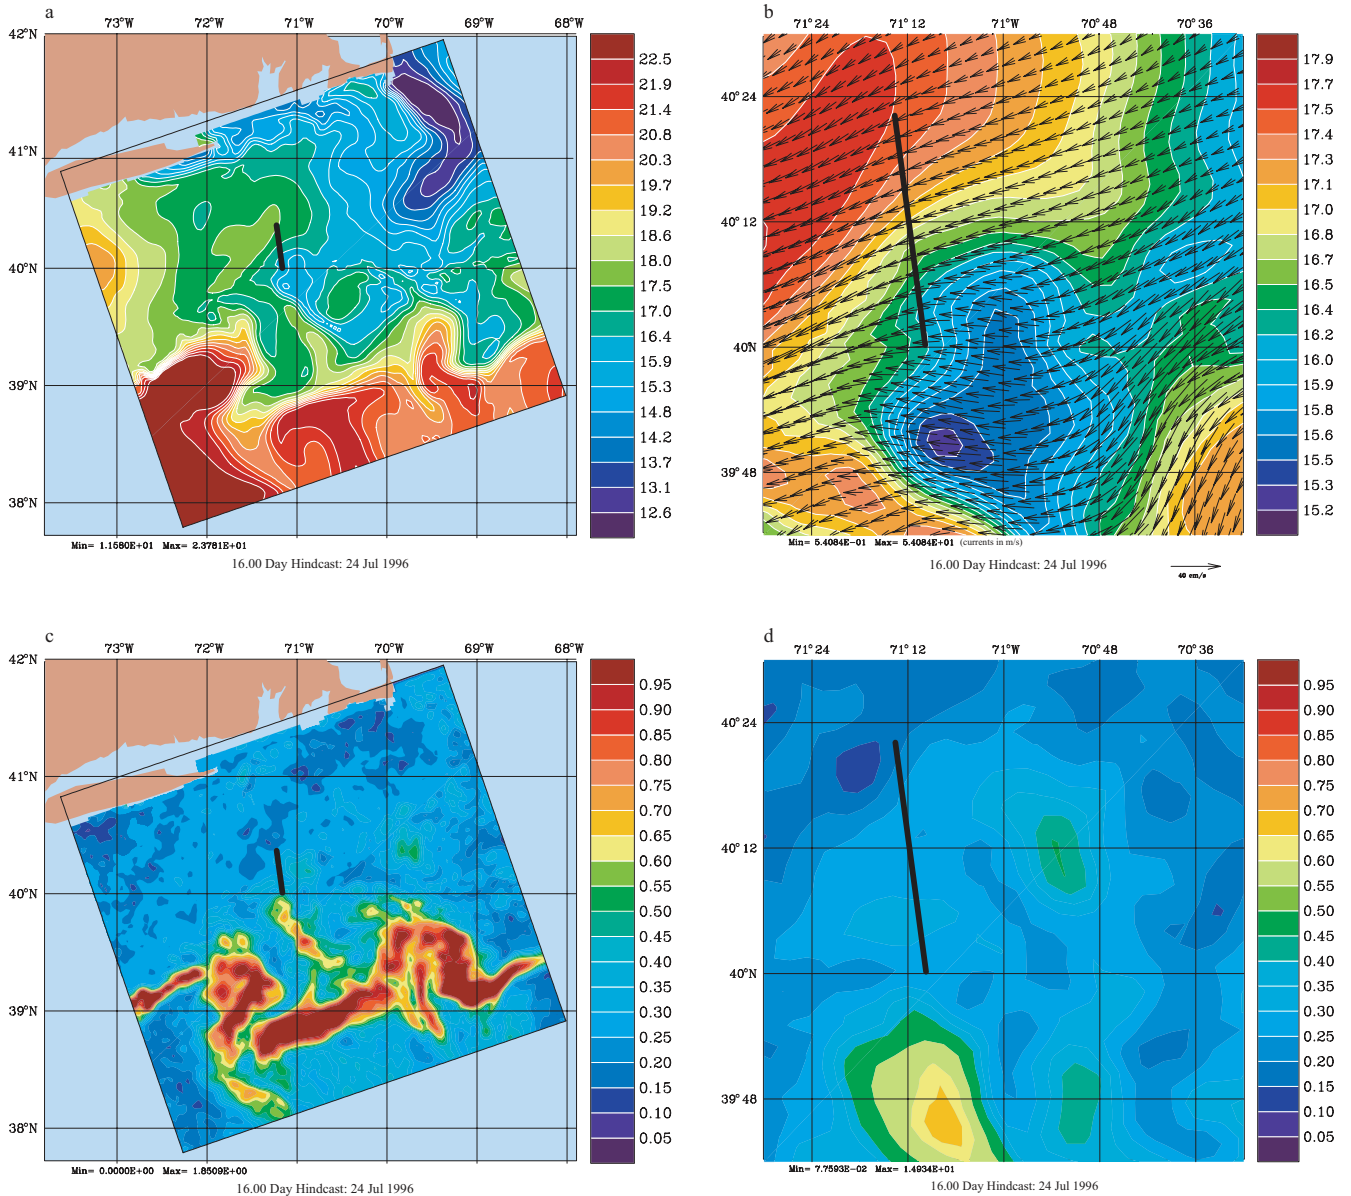 a
73°W 72°W 71°W 70°W 69°W 68°W
42°N
41°N
40°N
39°N
38°N
22.5
21.9
21.4
20.8
20.3
19.7
19.2
18.6
18.0
17.5
17.0
16.4
15.9
15.3
14.8
14.2
13.7
13.1
12.6
Min= 1.1580E+01 Max= 2.3781E+01
16.00 Day Hindcast: 24 Jul 1996
b
71°24 71°12 71°W 70°48 70°36
40°24
40°12
40°N
39°48
17.9
17.7
17.5
17.4
17.3
17.1
17.0
16.8
16.7
16.5
16.4
16.2
16.0
15.9
15.8
15.6
15.5
15.3
15.2
Min= 5.4084E-01 Max= 5.4084E+01 (currents in m/s)
16.00 Day Hindcast: 24 Jul 1996
40 cm/s
c
73°W 72°W 71°W 70°W 69°W 68°W
42°N
41°N
40°N
39°N
38°N
0.95
0.90
0.85
0.80
0.75
0.70
0.65
0.60
0.55
0.50
0.45
0.40
0.35
0.30
0.25
0.20
0.15
0.10
0.05
Min= 0.0000E+00 Max= 1.8509E+00
16.00 Day Hindcast: 24 Jul 1996
d
71°24 71°12 71°W 70°48 70°36
40°24
40°12
40°N
39°48
0.95
0.90
0.85
0.80
0.75
0.70
0.65
0.60
0.55
0.50
0.45
0.40
0.35
0.30
0.25
0.20
0.15
0.10
0.05
Min= 7.7593E-02 Max= 1.4934E+01
16.00 Day Hindcast: 24 Jul 1996